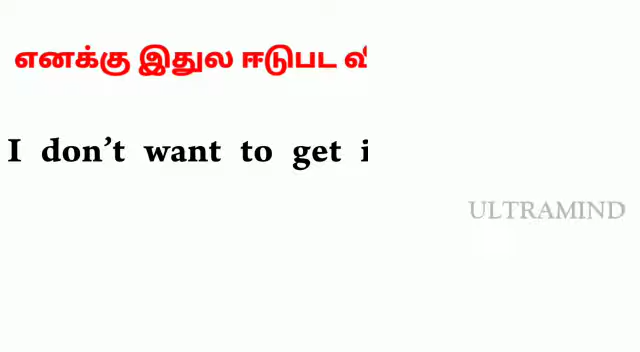 எனக்கு இதுல ஈடுபட வி
I don’t want to get i
ULTRAMIND